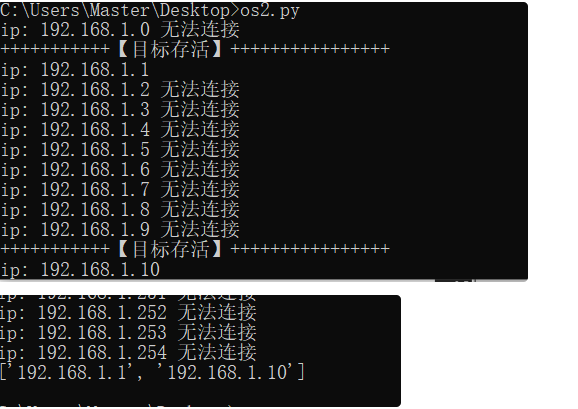 C:\Users\Master\Desktop>os2.py
ip: 192.168.1.0 无法连接
+++++++++++【目标存活】++++++++++++++++
ip: 192.168.1.1
ip: 192.168.1.2 无法连接
ip: 192.168.1.3 无法连接
ip: 192.168.1.4 无法连接
ip: 192.168.1.5 无法连接
ip: 192.168.1.6 无法连接
ip: 192.168.1.7 无法连接
ip: 192.168.1.8 无法连接
ip: 192.168.1.9 无法连接
+++++++++++【目标存活】++++++++++++++++
ip: 192.168.1.10
ip: 192.168.1.251 无法连接
ip: 192.168.1.252 无法连接
ip: 192.168.1.253 无法连接
ip: 192.168.1.254 无法连接
['192.168.1.1', '192.168.1.10']